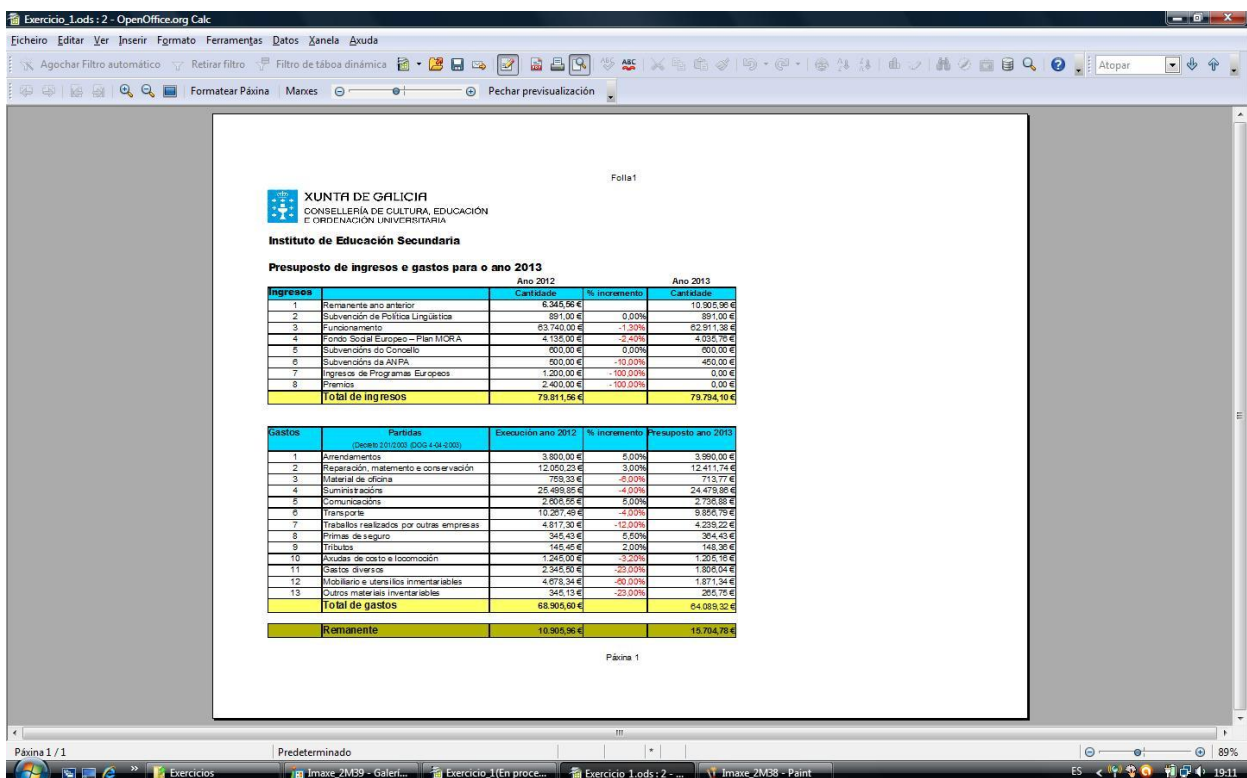 Exercicio_1.ods : 2 - OpenOffice.org Calc
Ficheiro Editar Ver Inserir Formato Ferramentas Datos Xanela Axuda
Agochar Filtro automático Retirar filtro Filtro de táboa dinámica Atopar
Formatear Páxina Marxes Pechar previsualización
Folla1
XUNTA DE GALICIA
CONSELLERÍA DE CULTURA, EDUCACIÓN
E ORDENACIÓN UNIVERSITARIA
Instituto de Educación Secundaria
Presuposto de ingresos e gastos para o ano 2013
Ano 2012 Ano 2013
Ingresos Cantidade % incremento Cantidade
1 Remanente ano anterior 6.345,56 € 10.905,96 €
2 Subvención de Política Lingüística 891,00 € 0,00% 891,00 €
3 Funcionamento 63.740,00 € -1,30% 62.911,38 €
4 Fondo Social Europeo – Plan MORA 4.135,00 € -2,40% 4.035,76 €
5 Subvencións do Concello 600,00 € 0,00% 600,00 €
6 Subvencións da ANPA 500,00 € -10,00% 450,00 €
7 Ingresos de Programas Europeos 1.200,00 € -100,00% 0,00 €
8 Premios 2.400,00 € -100,00% 0,00 €
Total de ingresos 79.811,56 € 79.794,10 €
Gastos Partidas Execución ano 2012 % incremento Presuposto ano 2013
(Decreto 201/2003 (DOG 4-04-2003)
1 Arrendamentos 3.800,00 € 5,00% 3.990,00 €
2 Reparación, matemento e conservación 12.050,23 € 3,00% 12.411,74 €
3 Material de oficina 759,33 € -6,00% 713,77 €
4 Suministracións 25.499,85 € -4,00% 24.479,86 €
5 Comunicacións 2.606,55 € 5,00% 2.736,88 €
6 Transporte 10.267,49 € -4,00% 9.856,79 €
7 Traballos realizados por outras empresas 4.817,30 € -12,00% 4.239,22 €
8 Primas de seguro 345,43 € 5,50% 364,43 €
9 Tributos 145,45 € 2,00% 148,36 €
10 Axudas de costo e locomoción 1.245,00 € -3,20% 1.205,16 €
11 Gastos diversos 2.345,50 € -23,00% 1.806,04 €
12 Mobiliario e utensilios inmentariables 4.678,34 € -60,00% 1.871,34 €
13 Outros materiais inventariables 345,13 € -23,00% 265,75 €
Total de gastos 68.905,60 € 64.089,32 €
Remanente 10.905,96 € 15.704,78 €
Páxina 1
Páxina 1 / 1 Predeterminado * 89%
Exercicios Imaxe_2M39 - Galerí... Exercicio_1(En proce... Exercicio_1.ods : 2 - ... Imaxe_2M38 - Paint ES 19:11